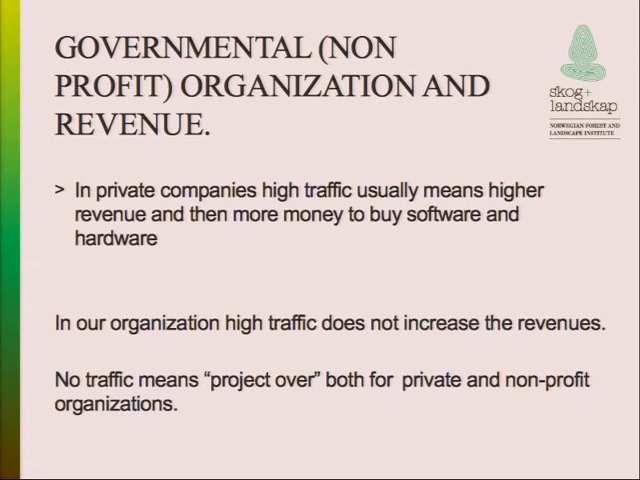 GOVERNMENTAL (NON
PROFIT) ORGANIZATION AND
REVENUE.
skog+
landskap
NORWEGIAN FOREST AND
LANDSCAPE INSTITUTE
> In private companies high traffic usually means higher
revenue and then more money to buy software and
hardware
In our organization high traffic does not increase the revenues.
No traffic means “project over” both for private and non-profit
organizations.